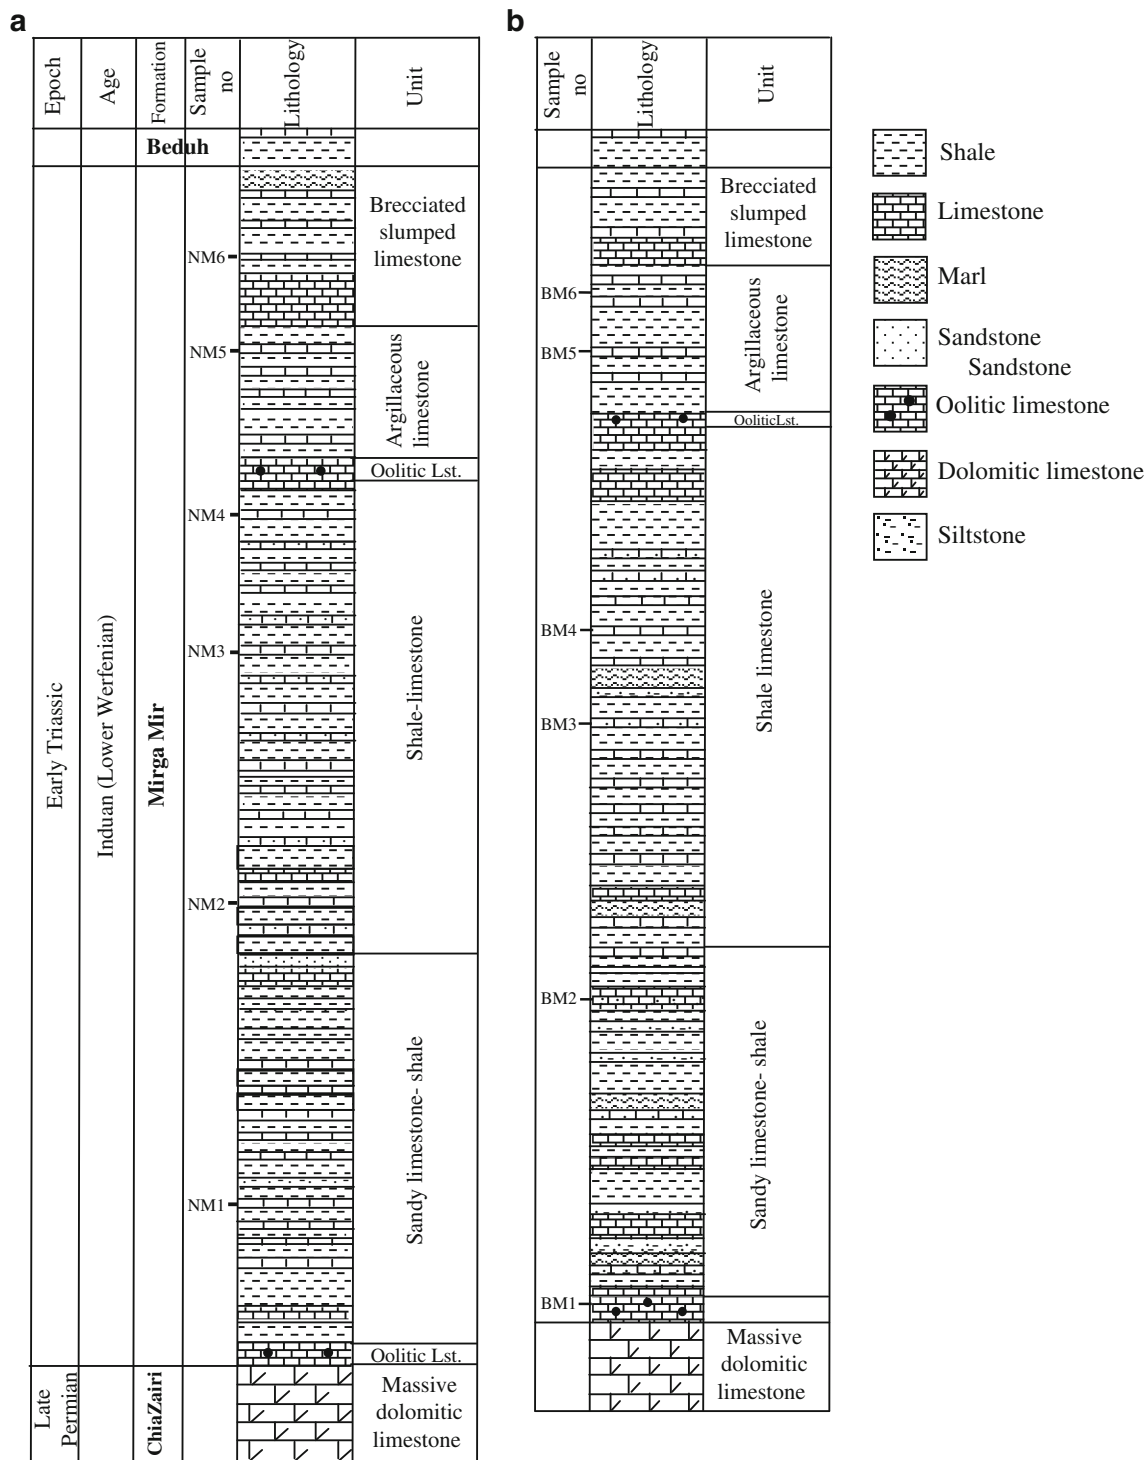 a
Epoch
Age
Formation
Sample
no
Lithology
Unit
Beduh
Early Triassic
Induan (Lower Werfenian)
Mirga Mir
NM6
NM5
NM4
NM3
NM2
NM1
Brecciated
slumped
limestone
Argillaceous
limestone
Oolitic Lst.
Shale-limestone
Sandy limestone- shale
Oolitic Lst.
Late
Permian
ChiaZairi
Massive
dolomitic
limestone
b
Sample
no
Lithology
Unit
BM6
BM5
BM4
BM3
BM2
BM1
Brecciated
slumped
limestone
Argillaceous
limestone
OoliticLst.
Shale limestone
Sandy limestone- shale
Massive
dolomitic
limestone
Shale
Limestone
Marl
Sandstone
Sandstone
Oolitic limestone
Dolomitic limestone
Siltstone